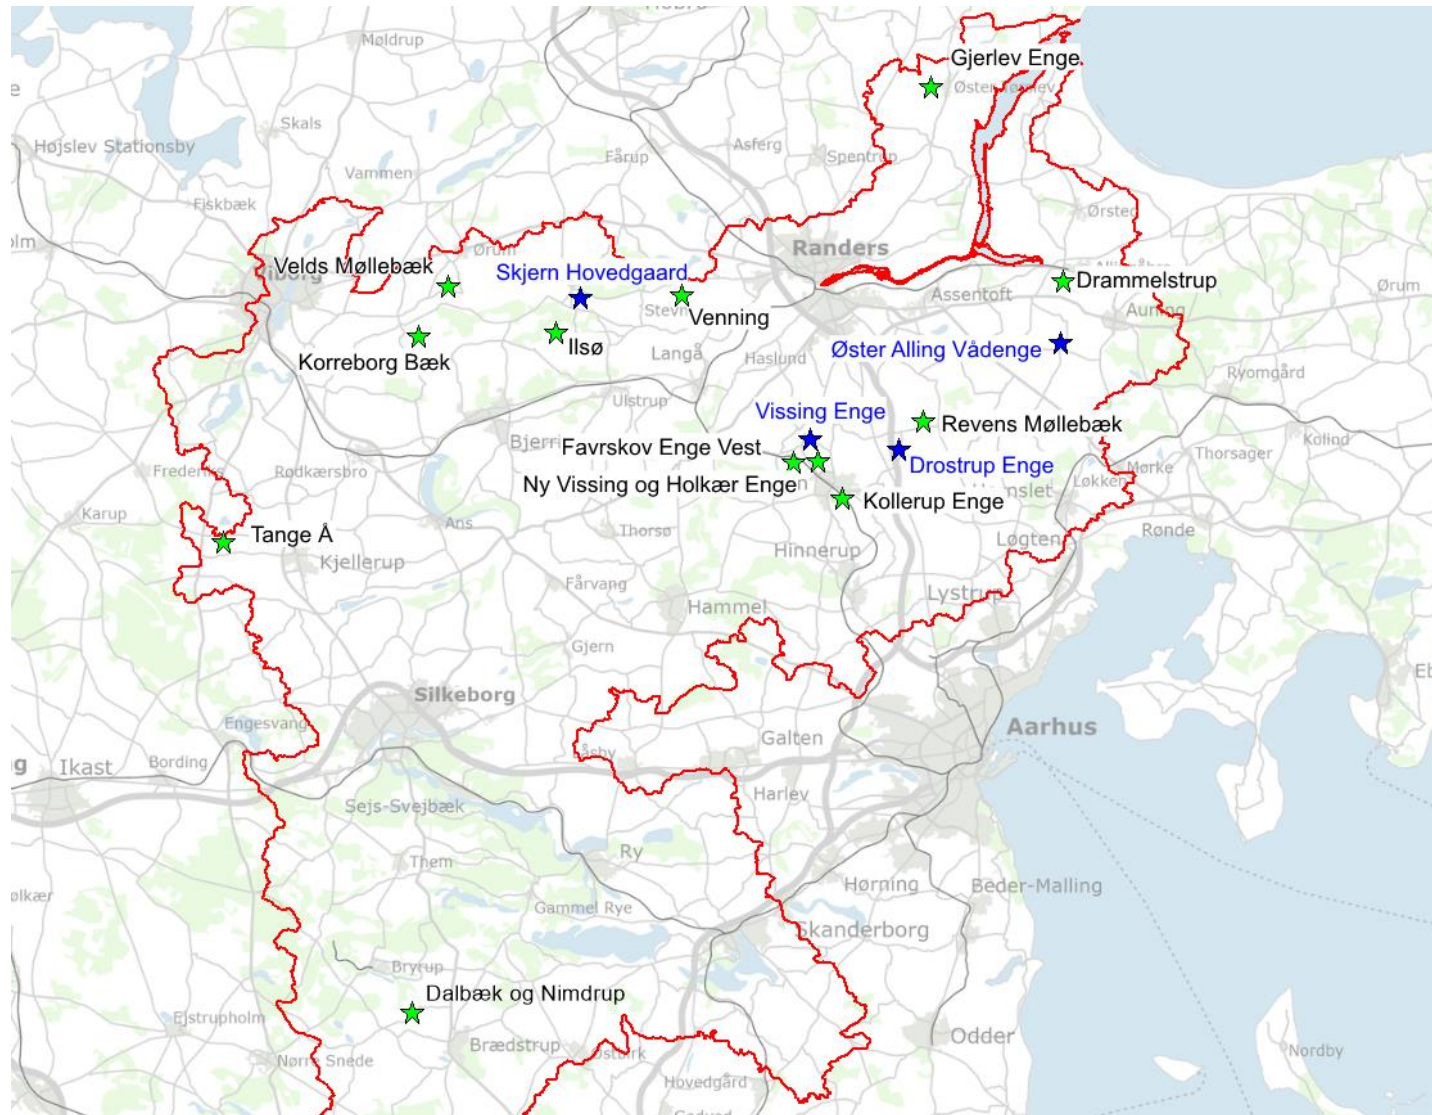 Møldrup
Gjerlev Enge
Skals
Højslev Stationsby
Asferg
Fårup
Spentrup
Vammen
Fiskbæk
Ørsted
Randers
Ørum
Velds Møllebæk
Skjern Hovedgaard
Drammelstrup
Ørum
Assentoft
Venning
Auning
Ilsø
Langå
Haslund
Øster Alling Vådenge
Korreborg Bæk
Ryomgård
Ulstrup
Vissing Enge
Revens Møllebæk
Kolind
Favrskov Enge Vest
Thorsager
Rødkærsbro
Drostrup Enge
Mørke
Ny Vissing og Holkær Enge
Løkken
Kollerup Enge
Karup
Ans
Thorsø
Rønde
Tange Å
Løgten
Hinnerup
Kjellerup
Fårvang
Lystrup
Hammel
Gjern
Silkeborg
Engesvang
Aarhus
Galten
Bording
Ikast
Harlev
Sejs-Svejbæk
Ry
Them
Hørning
Beder-Malling
Gammel Rye
Skanderborg
Bryrup
Dalbæk og Nimdrup
Ejstrupholm
Odder
Brædstrup
Nordby
Nørre Snede
Hovedgård